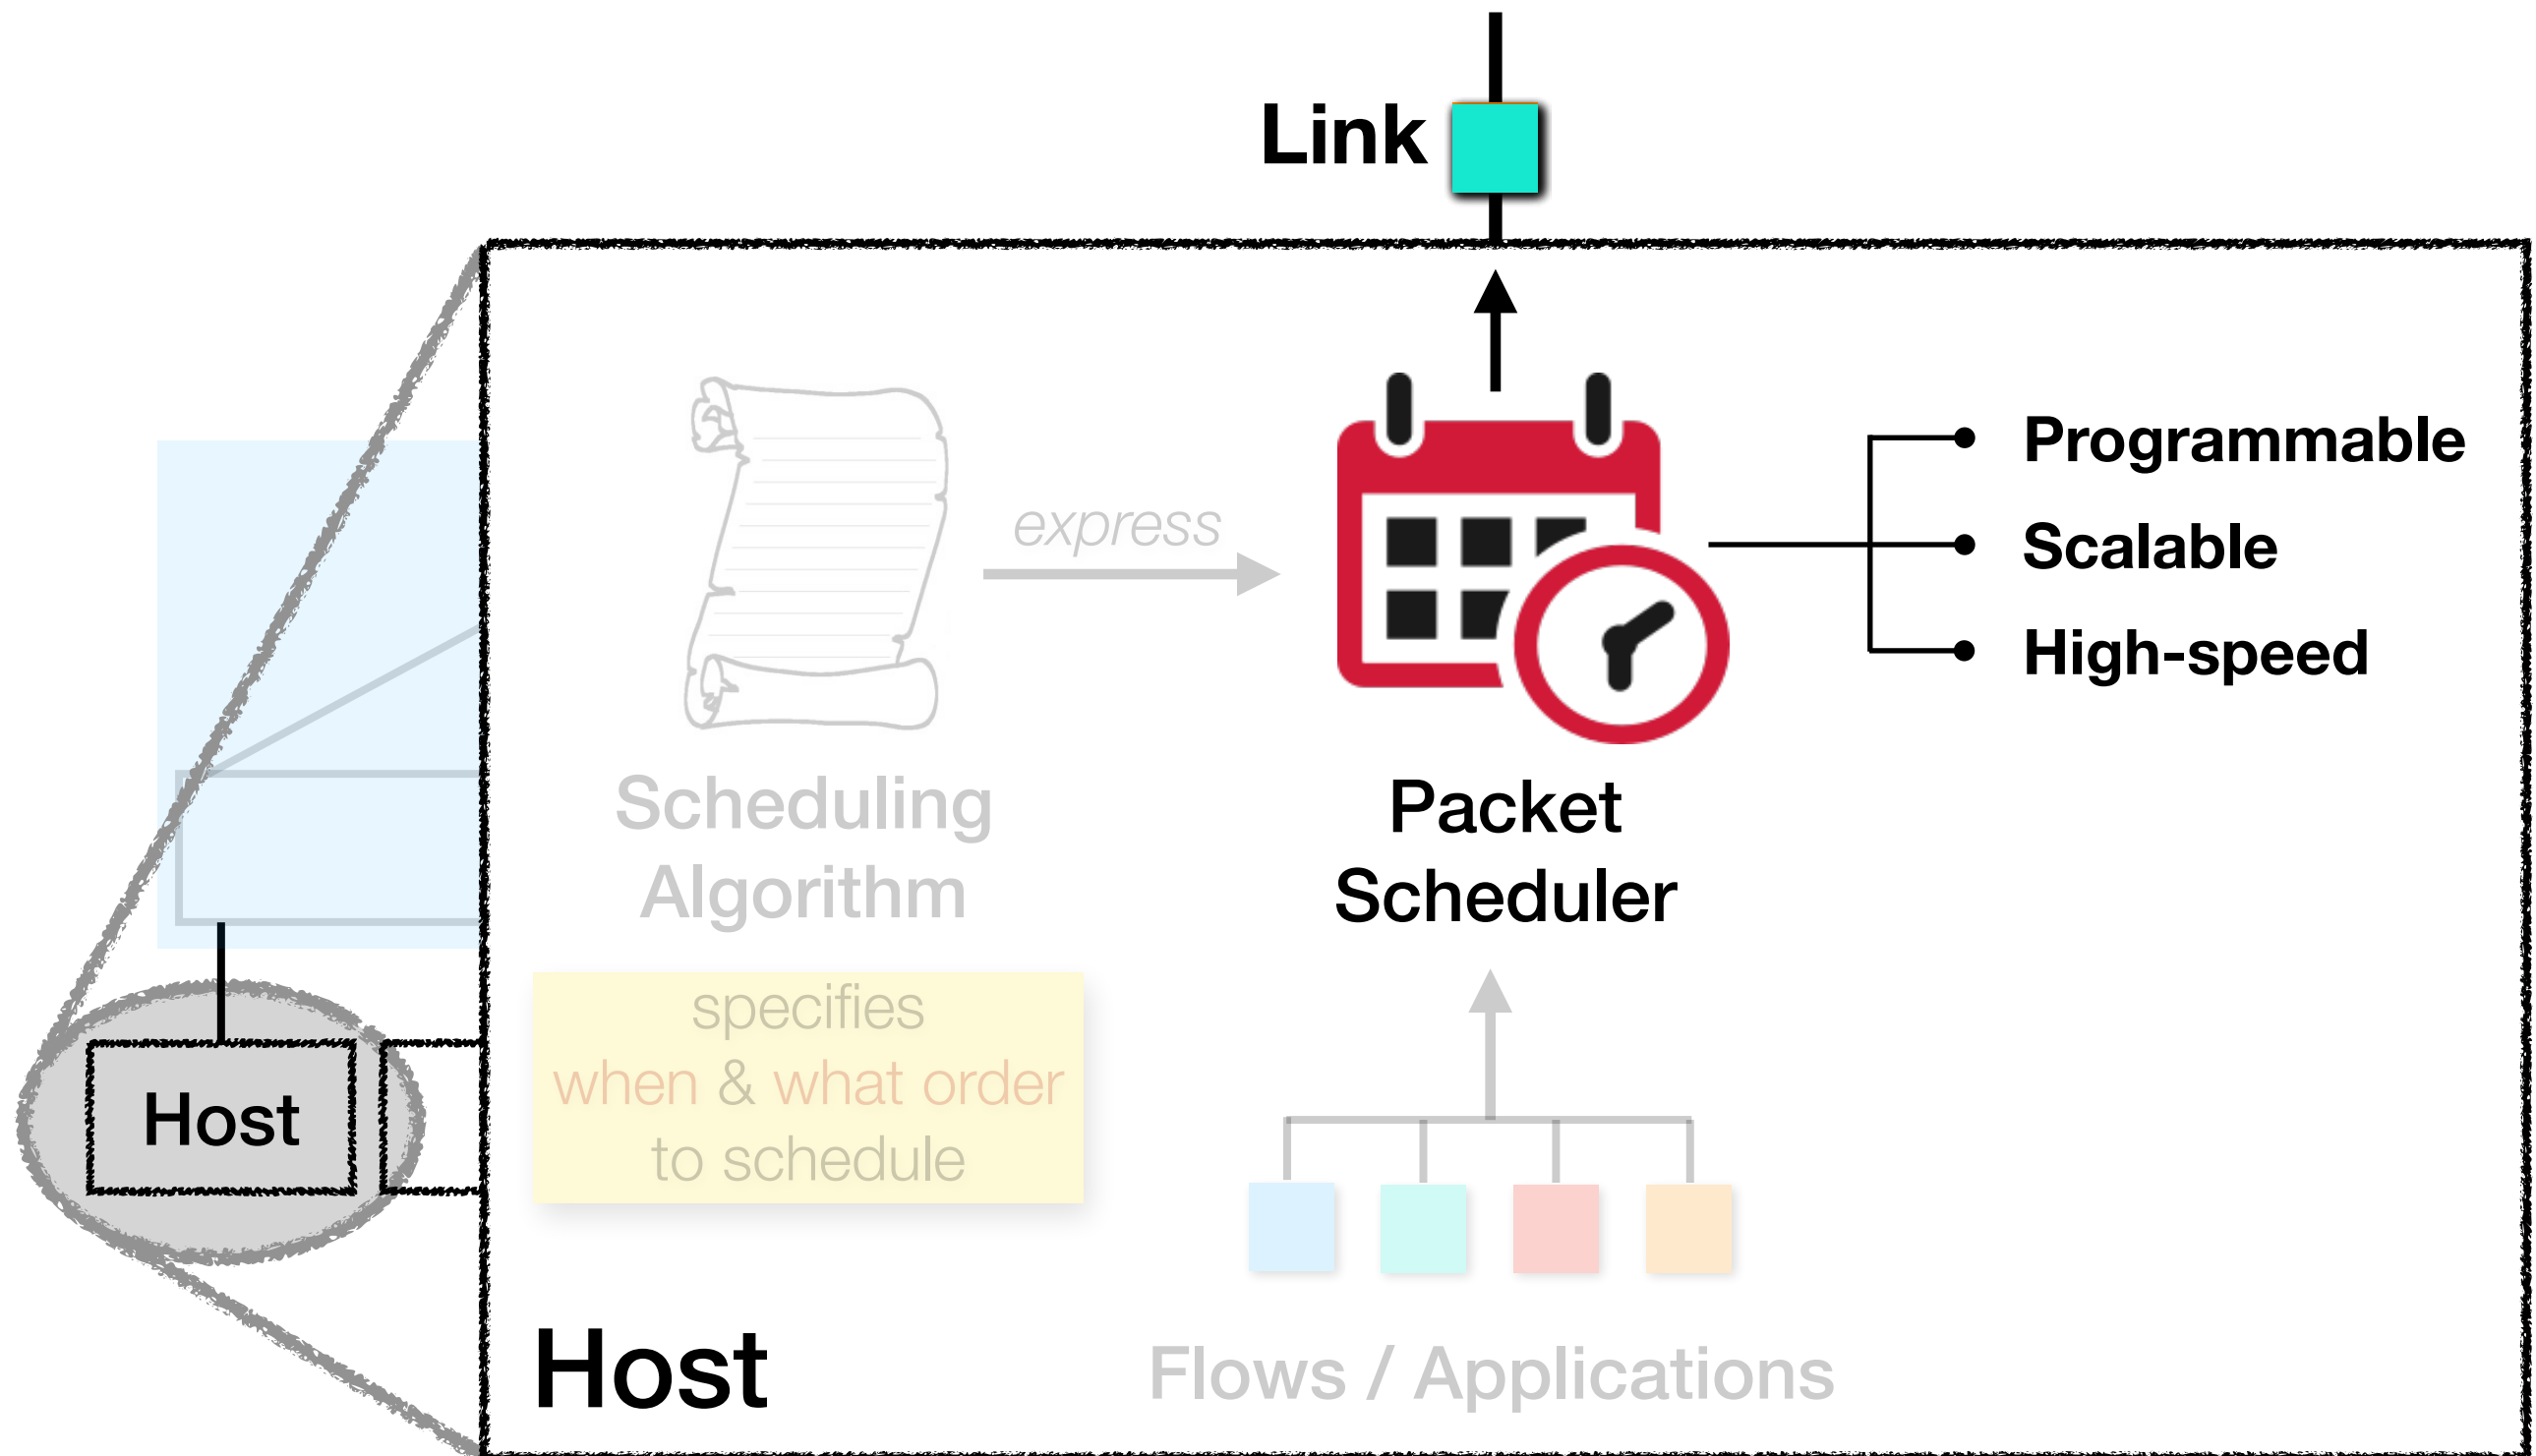 Link
express
Programmable
Scalable
High-speed
Scheduling
Algorithm
Packet
Scheduler
specifies
when & what order
to schedule
Host
Host
Flows / Applications